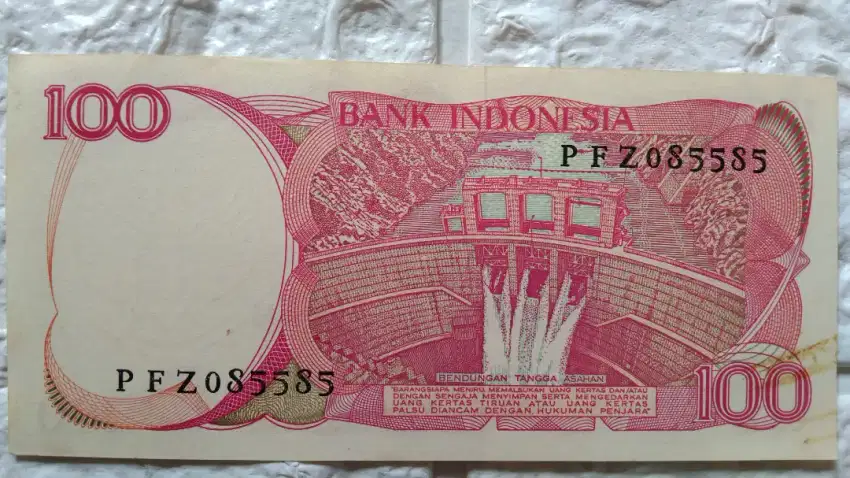 100
BANK INDONESIA
PFZ085585
PFZ085585
BENDUNGAN TANGGA ASAHAN
"BARANGSIAPA MENIRU, MEMALSUKAN UANG KERTAS DAN/ATAU
DENGAN SENGAJA MENYIMPAN SERTA MENGEDARKAN
UANG KERTAS TIRUAN ATAU UANG KERTAS
PALSU DIANCAM DENGAN HUKUMAN PENJARA"
100